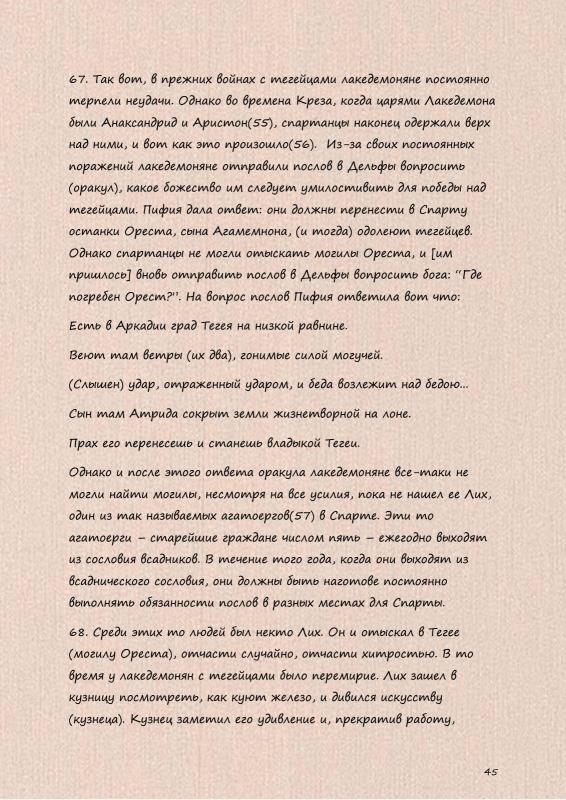 67. Так вот, в прежних войнах с тегейцами лакедемоняне постоянно
терпели неудачи. Однако во времена Креза, когда царями Лакедемона
были Анаксандрид и Аристон(55), спартанцы наконец одержали верх
над ними, и вот как это произошло(56). Из-за своих постоянных
поражений лакедемоняне отправили послов в Дельфы вопросить
(оракул), какое божество им следует умилостивить для победы над
тегейцами. Пифия дала ответ: они должны перенести в Спарту
останки Ореста, сына Агамемнона, (и тогда) одолеют тегейцев.
Однако спартанцы не могли отыскать могилы Ореста, и [им
пришлось] вновь отправить послов в Дельфы вопросить бога: “Где
погребен Орест?”. На вопрос послов Пифия ответила вот что:
Есть в Аркадии град Тегея на низкой равнине.
Веют там ветры (их два), гонимые силой могучей.
(Слышен) удар, отраженный ударом, и беда возлежит над бедою...
Сын там Атрида сокрыт земли жизнетворной на лоне.
Прах его перенесешь и станешь владыкой Тегеи.
Однако и после этого ответа оракула лакедемоняне все-таки не
могли найти могилы, несмотря на все усилия, пока не нашел ее Лих,
один из так называемых агатоергов(57) в Спарте. Эти то
агатоерги – старейшие граждане числом пять – ежегодно выходят
из сословия всадников. В течение того года, когда они выходят из
всаднического сословия, они должны быть наготове постоянно
выполнять обязанности послов в разных местах для Спарты.
68. Среди этих то людей был некто Лих. Он и отыскал в Тегее
(могилу Ореста), отчасти случайно, отчасти хитростью. В то
время у лакедемонян с тегейцами было перемирие. Лих зашел в
кузницу посмотреть, как куют железо, и дивился искусству
(кузнеца). Кузнец заметил его удивление и, прекратив работу,
45